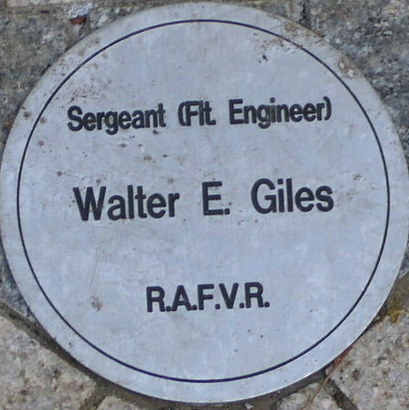 Sergeant (Flt. Engineer)
Walter E. Giles
R.A.F.V.R.